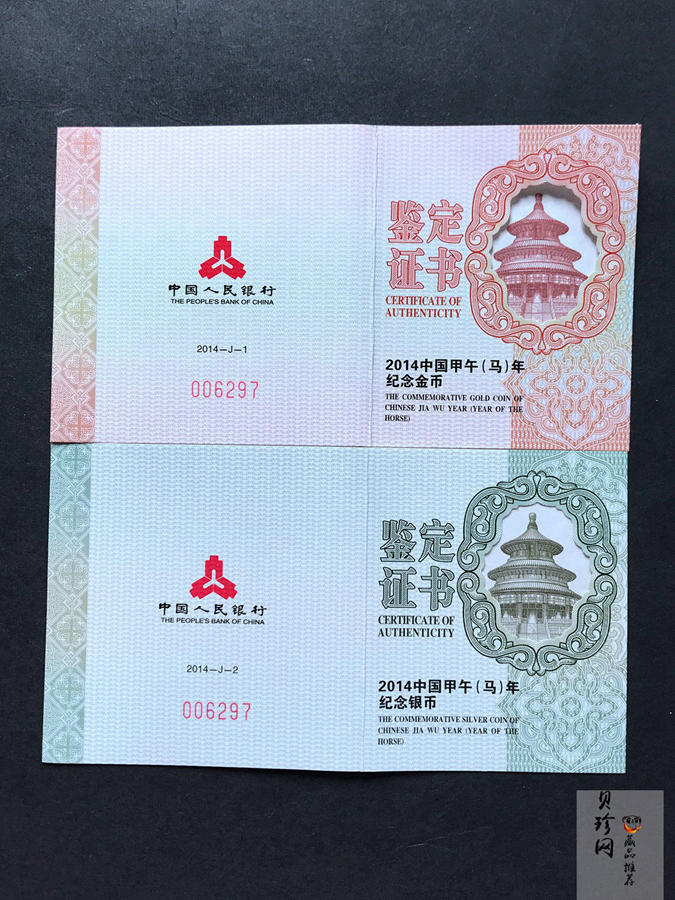 中国人民银行
THE PEOPLE'S BANK OF CHINA
2014－J－1
006297
鉴定
证书
CERTIFICATE OF
AUTHENTICITY
2014中国甲午(马)年
纪念金币
THE COMMEMORATIVE GOLD COIN OF
CHINESE JIA WU YEAR (YEAR OF THE
HORSE)
中国人民银行
THE PEOPLE'S BANK OF CHINA
2014－J－2
006297
鉴定
证书
CERTIFICATE OF
AUTHENTICITY
2014中国甲午(马)年
纪念银币
THE COMMEMORATIVE SILVER COIN OF
CHINESE JIA WU YEAR (YEAR OF THE
HORSE)
贝珍网
藏品推荐